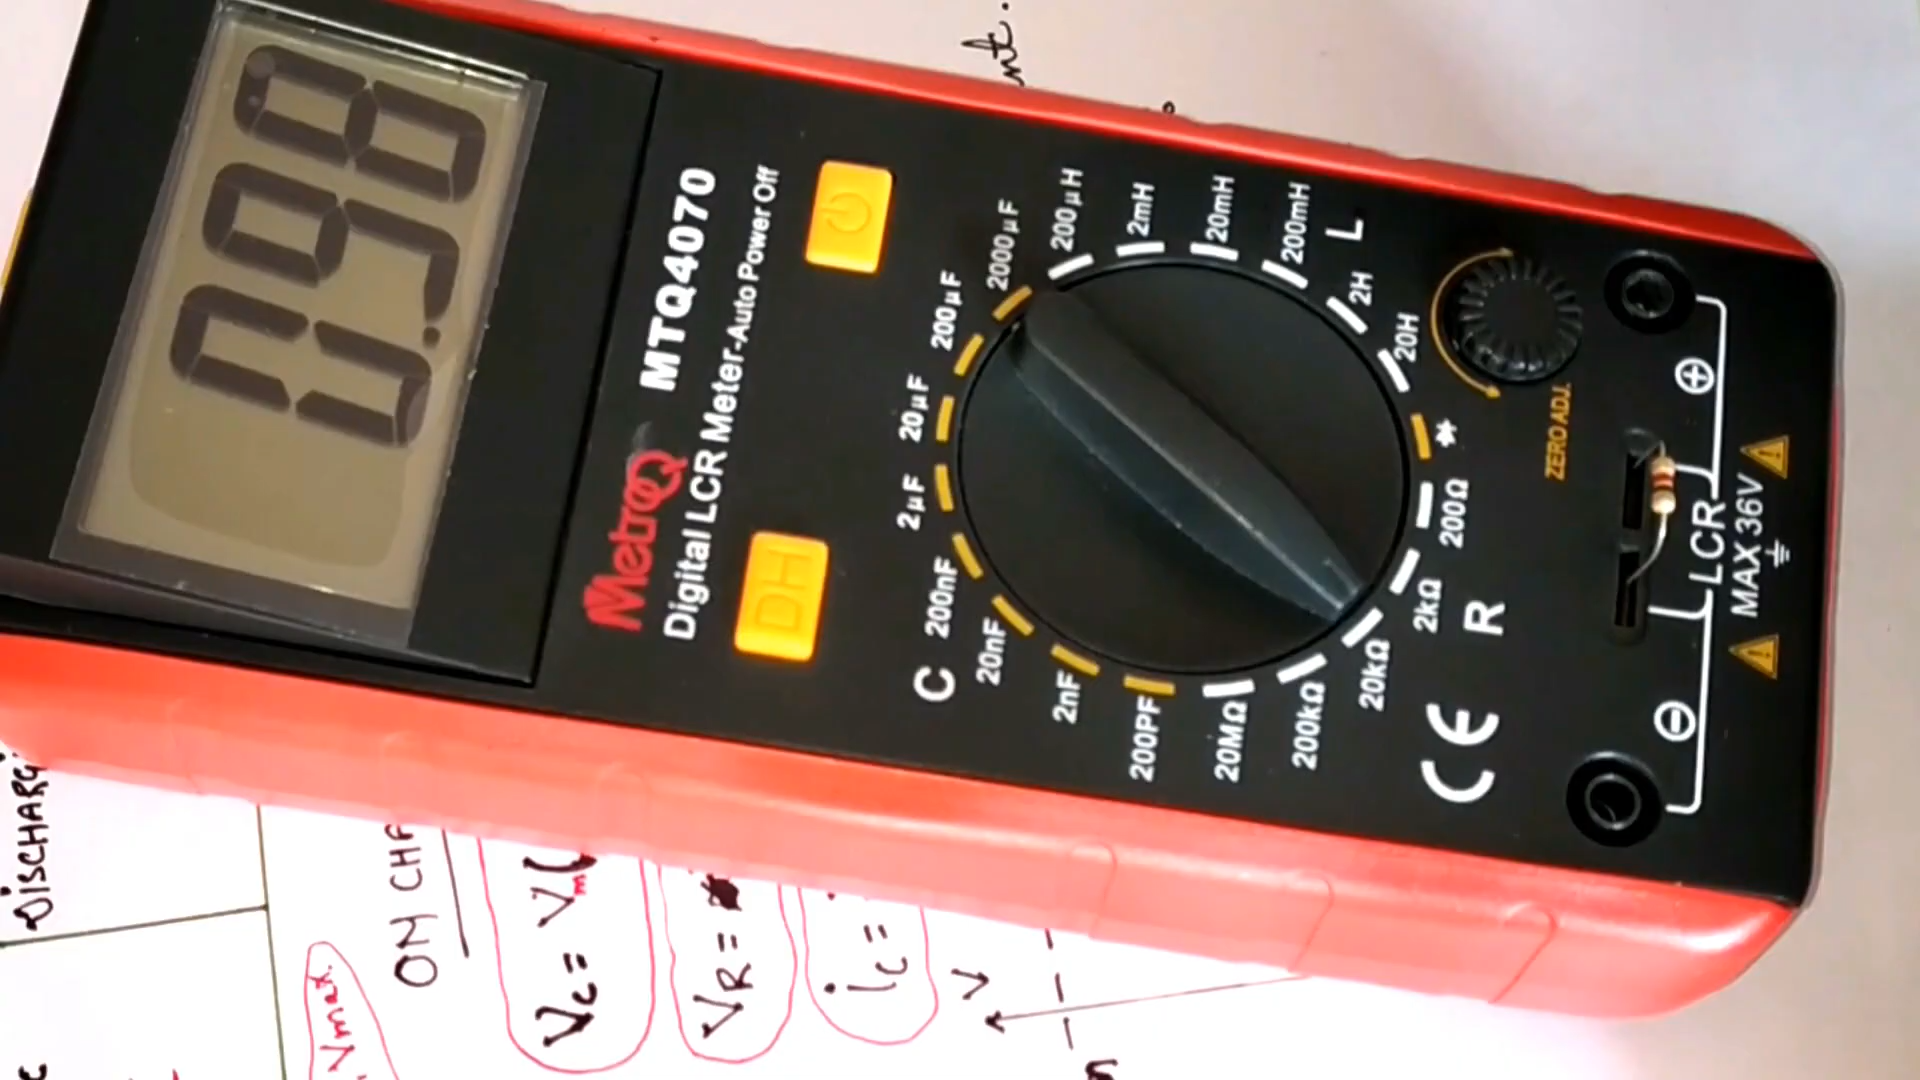 0.98
MetroQ MTQ4070
Digital LCR Meter-Auto Power Off
DH
C
200PF
2nF
20nF
200nF
2µF
20µF
200µF
2000µF
200µH
2mH
20mH
200mH
L
2H
20H
200Ω
2kΩ
R
20kΩ
200kΩ
20MΩ
CE
ZERO ADJ.
LCR
MAX 36V
DISCHARG
ON CHA
Vmax.
Vc = Vm(
VR =
ic =
V